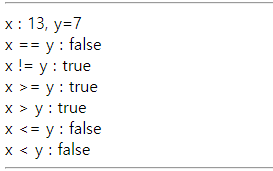 x : 13, y=7
x == y : false
x != y : true
x >= y : true
x > y : true
x <= y : false
x < y : false